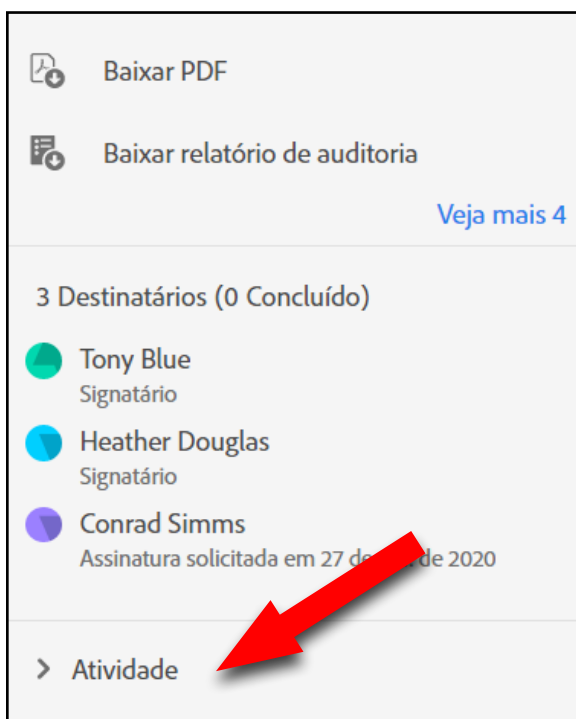 Baixar PDF
Baixar relatório de auditoria
Veja mais 4
3 Destinatários (0 Concluído)
Tony Blue
Signatário
Heather Douglas
Signatário
Conrad Simms
Assinatura solicitada em 27 de de 2020
Atividade